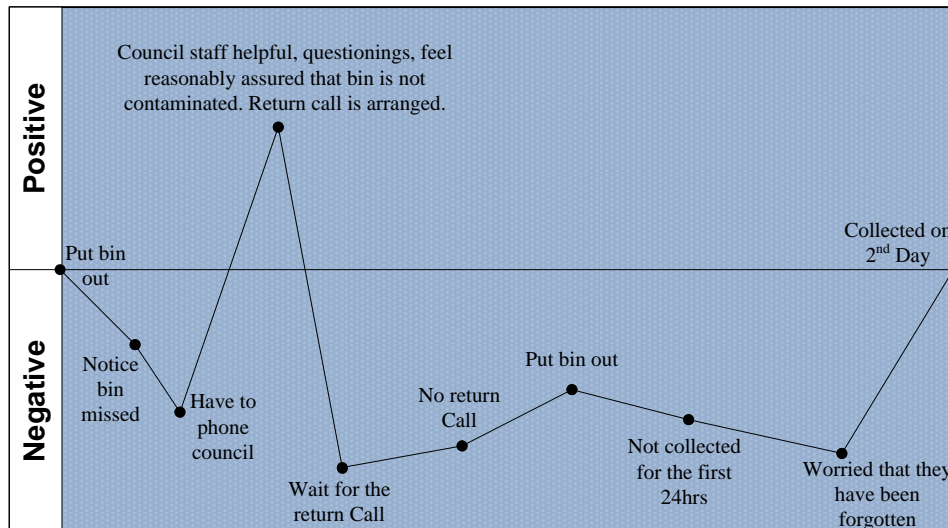 Positive
Negative
Council staff helpful, questionings, feel
reasonably assured that bin is not
contaminated. Return call is arranged.
Put bin
out
Notice
bin
missed
Have to
phone
council
Wait for the
return Call
No return
Call
Put bin out
Not collected
for the first
24hrs
Worried that they
have been
forgotten
Collected on
2nd Day